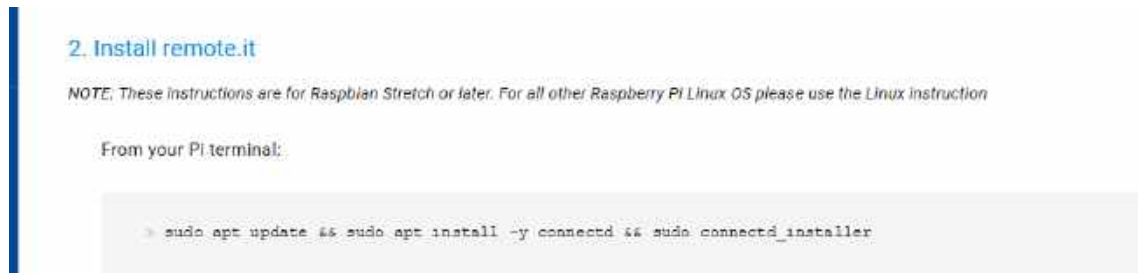 2. Install remote.it
NOTE: These instructions are for Raspbian Stretch or later. For all other Raspberry Pi Linux OS please use the Linux instruction
From your Pi terminal:
> sudo apt update && sudo apt install -y connectd && sudo connectd_installer